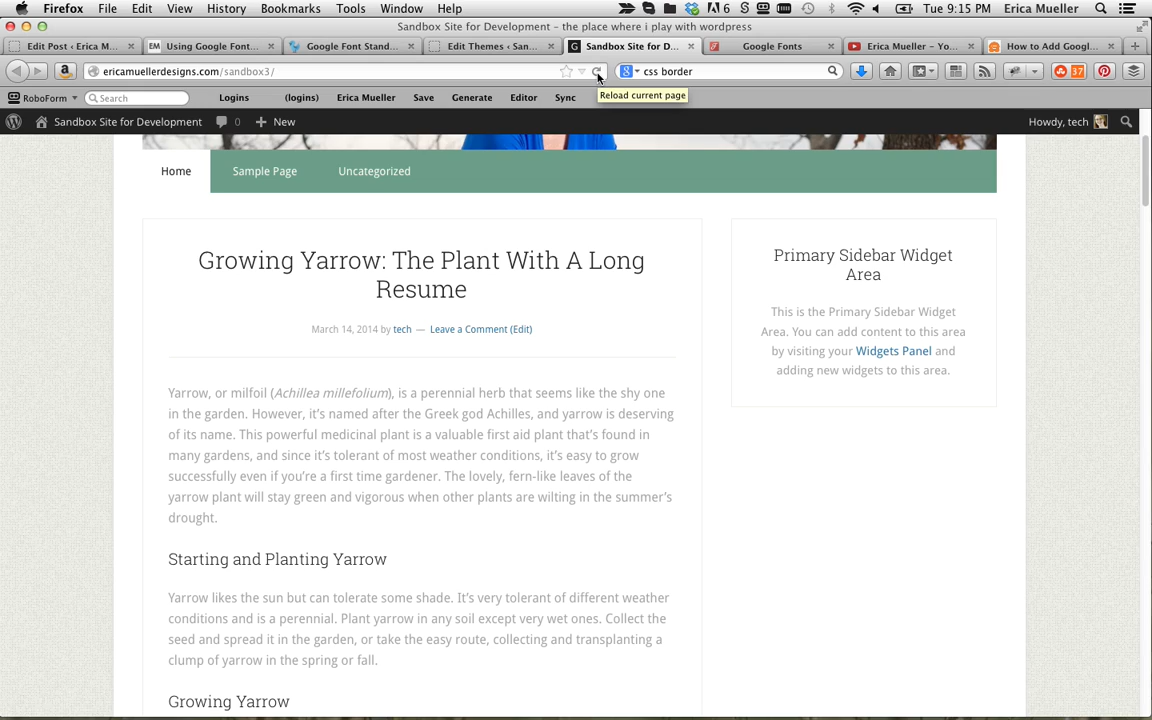 Firefox File Edit View History Bookmarks Tools Window Help 6 Tue 9:15 PM Erica Mueller
Sandbox Site for Development – the place where i play with wordpress
Edit Post ‹ Erica M... × EM Using Google Font... × Google Font Stand... × Edit Themes ‹ San... × G Sandbox Site for D... × Google Fonts × Erica Mueller – Yo... × How to Add Googl... × +
a ericamuellerdesigns.com/sandbox3/ 8 css border 37
RoboForm Search Logins (logins) Erica Mueller Save Generate Editor Sync
Reload current page
Sandbox Site for Development 0 + New Howdy, tech
Home Sample Page Uncategorized
Growing Yarrow: The Plant With A Long
Resume
March 14, 2014 by tech — Leave a Comment (Edit)
Yarrow, or milfoil (Achillea millefolium), is a perennial herb that seems like the shy one
in the garden. However, it's named after the Greek god Achilles, and yarrow is deserving
of its name. This powerful medicinal plant is a valuable first aid plant that's found in
many gardens, and since it's tolerant of most weather conditions, it's easy to grow
successfully even if you're a first time gardener. The lovely, fern-like leaves of the
yarrow plant will stay green and vigorous when other plants are wilting in the summer's
drought.
Starting and Planting Yarrow
Yarrow likes the sun but can tolerate some shade. It's very tolerant of different weather
conditions and is a perennial. Plant yarrow in any soil except very wet ones. Collect the
seed and spread it in the garden, or take the easy route, collecting and transplanting a
clump of yarrow in the spring or fall.
Growing Yarrow
Primary Sidebar Widget
Area
This is the Primary Sidebar Widget
Area. You can add content to this area
by visiting your Widgets Panel and
adding new widgets to this area.